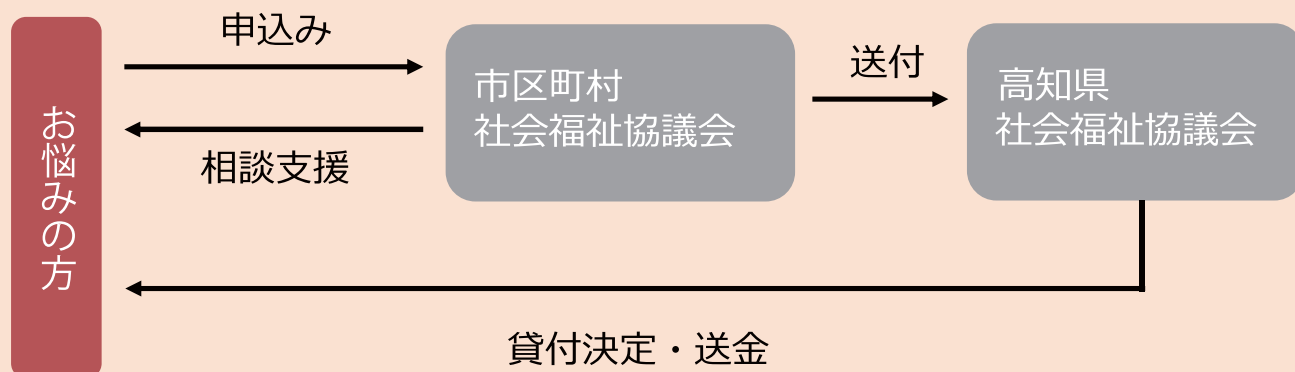 お悩みの方
申込み
相談支援
市区町村
社会福祉協議会
送付
高知県
社会福祉協議会
貸付決定・送金